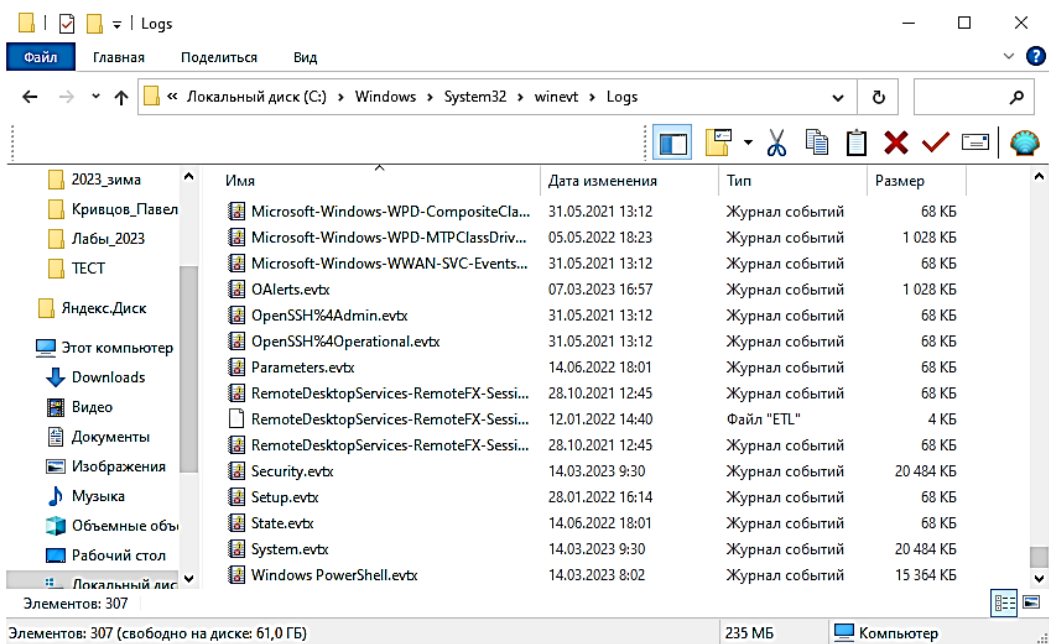 Logs
Файл Главная Поделиться Вид
« Локальный диск (C:) › Windows › System32 › winevt › Logs
2023_зима
Кривцов_Павел
Лабы_2023
ТЕСТ
Яндекс.Диск
Этот компьютер
Downloads
Видео
Документы
Изображения
Музыка
Объемные объ
Рабочий стол
Локальный дис
Имя Дата изменения Тип Размер
Microsoft-Windows-WPD-CompositeCla... 31.05.2021 13:12 Журнал событий 68 КБ
Microsoft-Windows-WPD-MTPClassDriv... 05.05.2022 18:23 Журнал событий 1 028 КБ
Microsoft-Windows-WWAN-SVC-Events... 31.05.2021 13:12 Журнал событий 68 КБ
OAlerts.evtx 07.03.2023 16:57 Журнал событий 1 028 КБ
OpenSSH%4Admin.evtx 31.05.2021 13:12 Журнал событий 68 КБ
OpenSSH%4Operational.evtx 31.05.2021 13:12 Журнал событий 68 КБ
Parameters.evtx 14.06.2022 18:01 Журнал событий 68 КБ
RemoteDesktopServices-RemoteFX-Sessi... 28.10.2021 12:45 Журнал событий 68 КБ
RemoteDesktopServices-RemoteFX-Sessi... 12.01.2022 14:40 Файл "ETL" 4 КБ
RemoteDesktopServices-RemoteFX-Sessi... 28.10.2021 12:45 Журнал событий 68 КБ
Security.evtx 14.03.2023 9:30 Журнал событий 20 484 КБ
Setup.evtx 28.01.2022 16:14 Журнал событий 68 КБ
State.evtx 14.06.2022 18:01 Журнал событий 68 КБ
System.evtx 14.03.2023 9:30 Журнал событий 20 484 КБ
Windows PowerShell.evtx 14.03.2023 8:02 Журнал событий 15 364 КБ
Элементов: 307
Элементов: 307 (свободно на диске: 61,0 ГБ) 235 МБ Компьютер